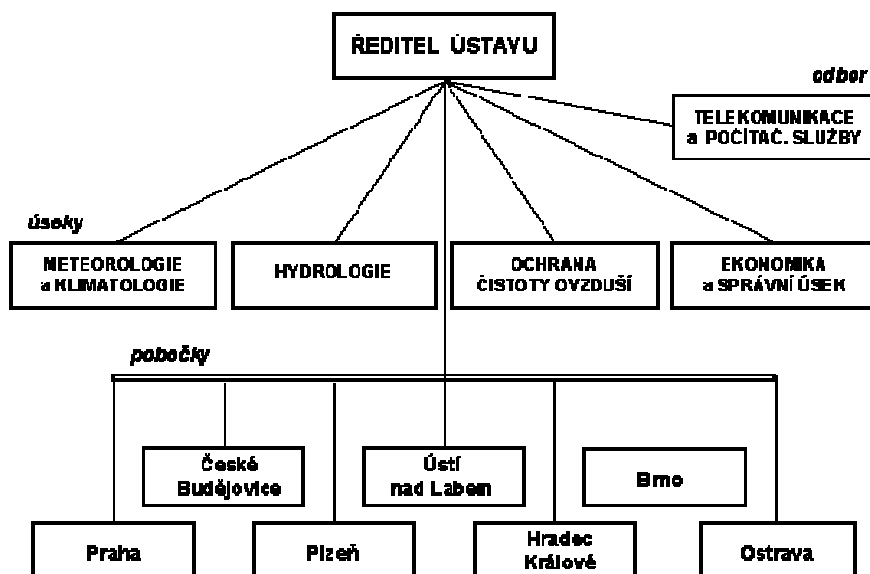 ŘEDITEL ÚSTAVU
odbor
TELEKOMUNIKACE
a POČÍTAČ. SLUŽBY
úseky
METEOROLOGIE
a KLIMATOLOGIE
HYDROLOGIE
OCHRANA
ČISTOTY OVZDUŠÍ
EKONOMIKA
a SPRÁVNÍ ÚSEK
pobočky
České
Budějovice
Ústí
nad Labem
Brno
Praha
Plzeň
Hradec
Králové
Ostrava